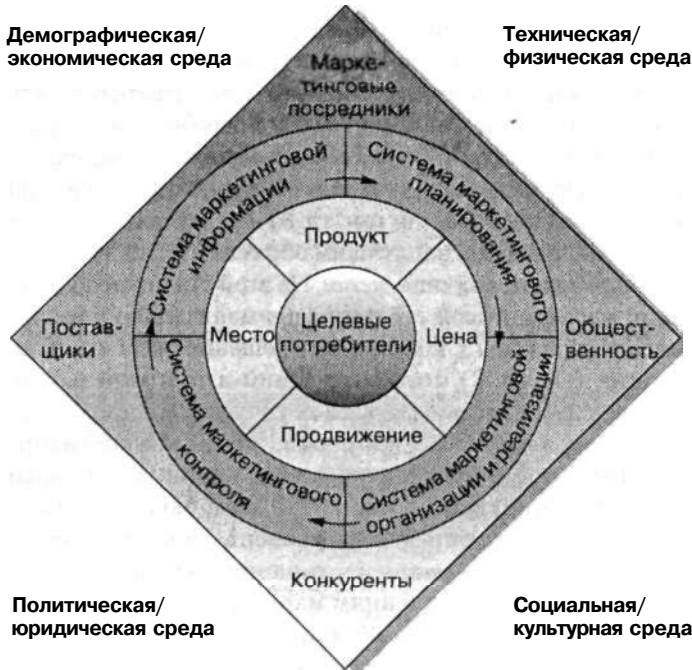 Демографическая/
экономическая среда
Техническая/
физическая среда
Марке-
тинговые
посредники
Система маркетинговой
информации
Система маркетингового
планирования
Продукт
Постав-
щики
Место
Целевые
потребители
Цена
Общест-
венность
Система маркетингового
контроля
Продвижение
Система маркетинговой
организации и реализации
Конкуренты
Политическая/
юридическая среда
Социальная/
культурная среда